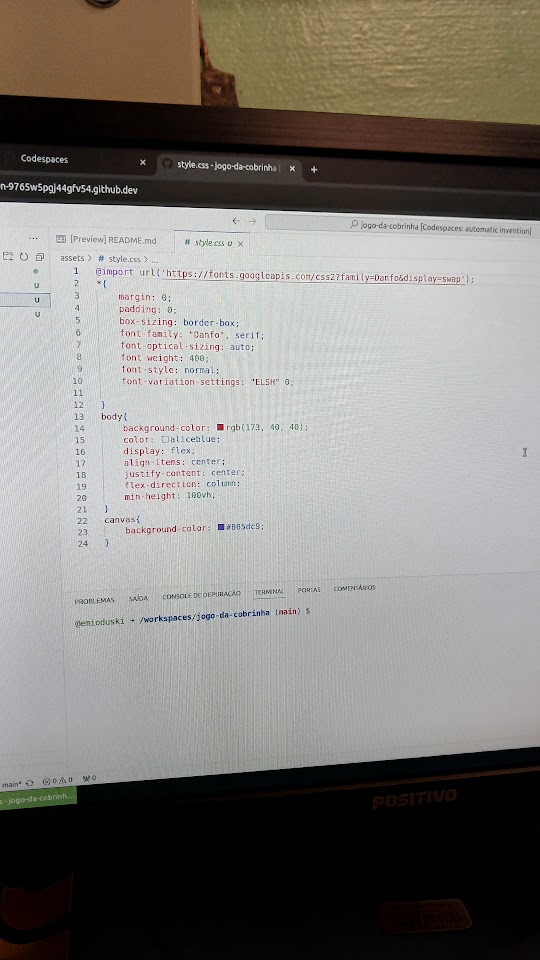 Codespaces
style.css - jogo-da-cobrinha
n-9765w5pgj44gfv54.github.dev
jogo-da-cobrinha [Codespaces: automatic invention]
[Preview] README.md
# style.css U
assets > # style.css > ...
1 @import url('https://fonts.googleapis.com/css2?family=Danfo&display=swap');
2 *{
3 margin: 0;
4 padding: 0;
5 box-sizing: border-box;
6 font-family: "Danfo", serif;
7 font-optical-sizing: auto;
8 font-weight: 400;
9 font-style: normal;
10 font-variation-settings: "ELSH" 0;
11
12 }
13 body{
14 background-color: rgb(173, 40, 40);
15 color: aliceblue;
16 display: flex;
17 align-items: center;
18 justify-content: center;
19 flex-direction: column;
20 min-height: 100vh;
21 }
22 canvas{
23 background-color: #865dc9;
24 }
U
U
U
PROBLEMAS SAÍDA CONSOLE DE DEPURAÇÃO TERMINAL PORTAS COMENTÁRIOS
@emioduski → /workspaces/jogo-da-cobrinha (main) $
main* 0 0 0
s - jogo-da-cobrinh...
POSITIVO